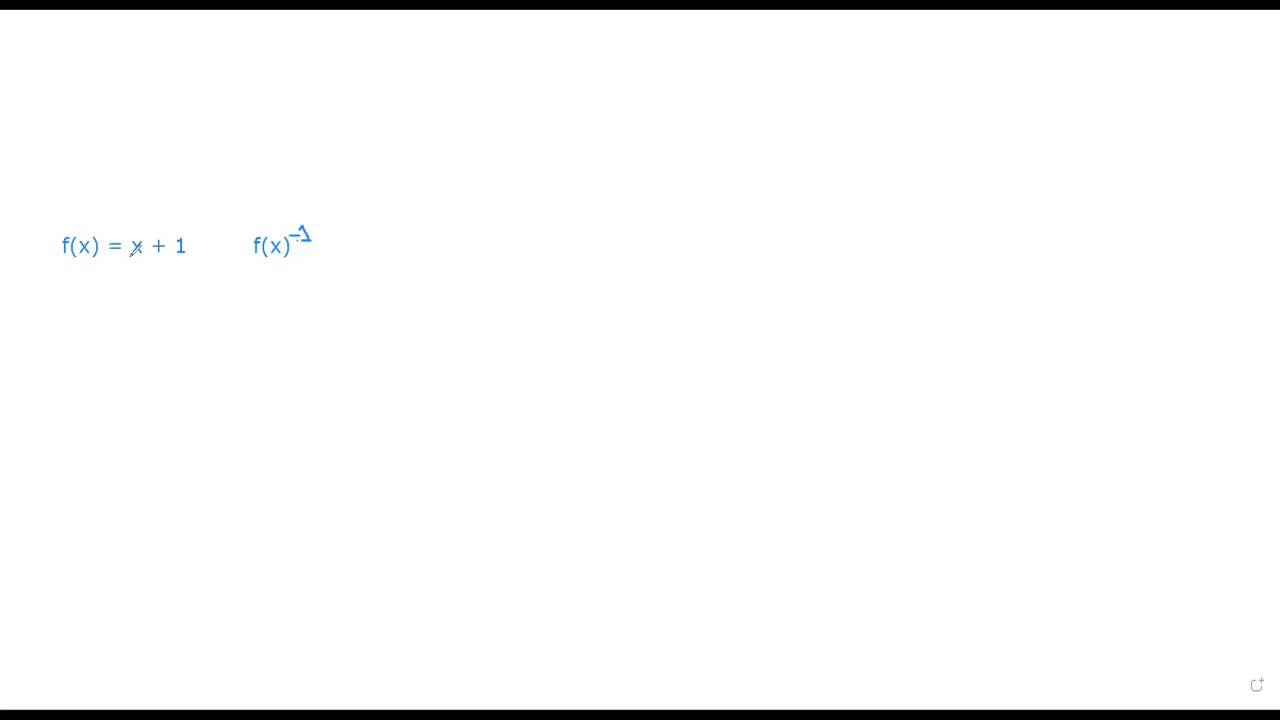 f(x) = x + 1 f(x)⁻¹